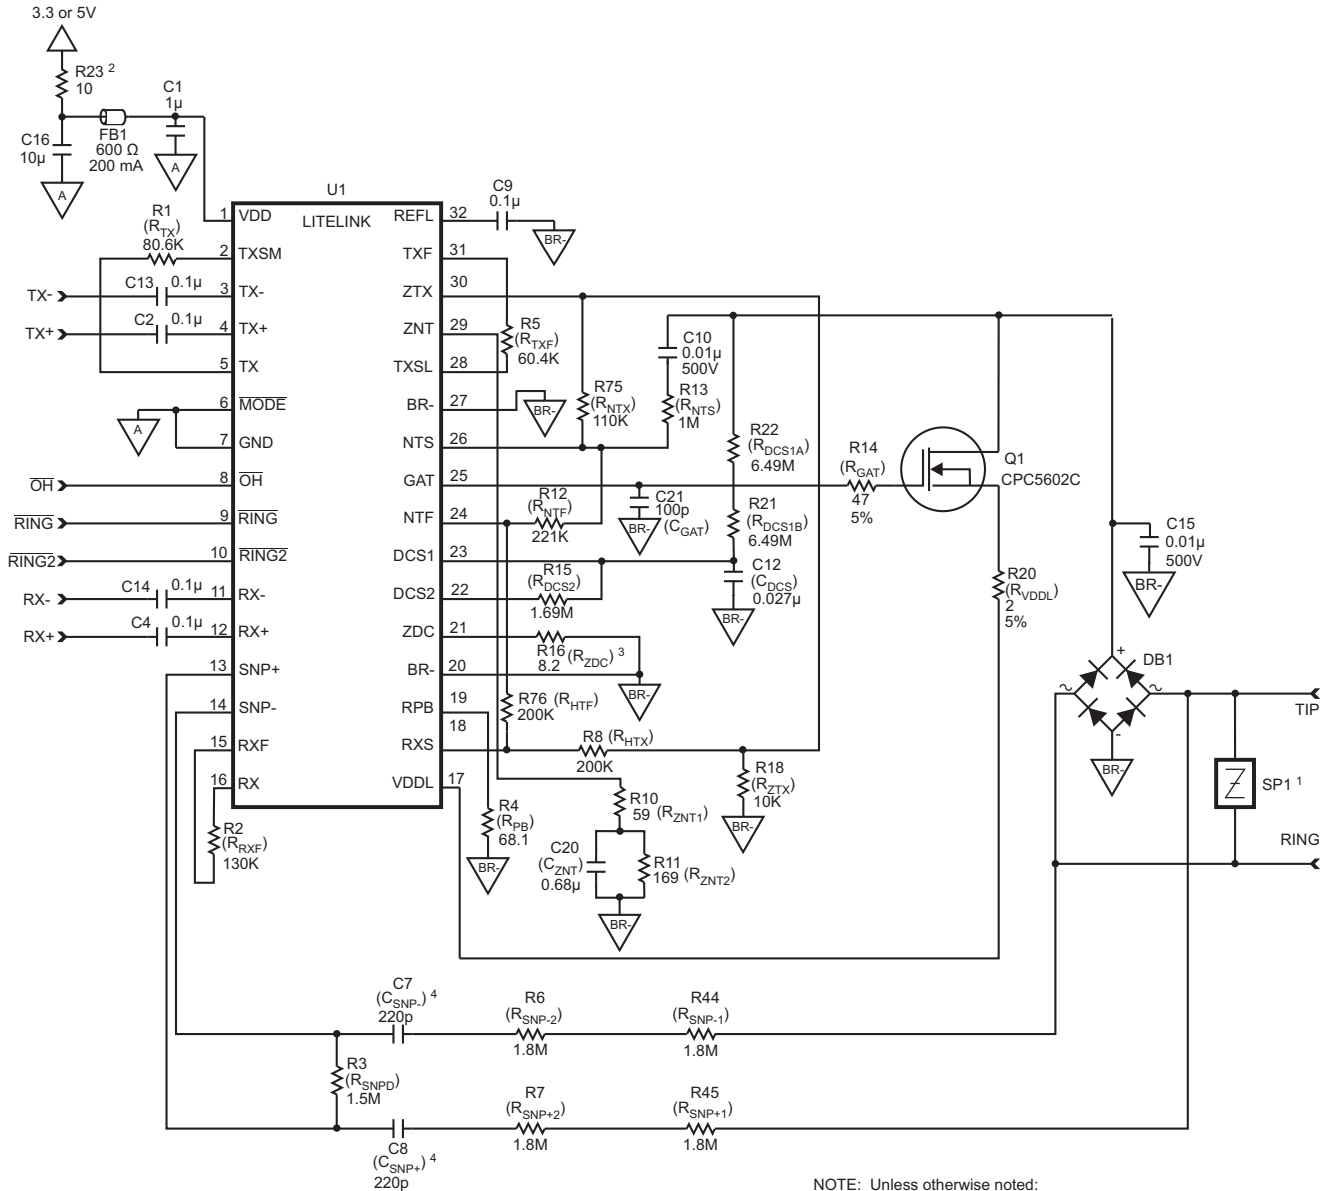 3.3 or 5V
R23 2
10
C1
1µ
C16
10µ
FB1
600 Ω
200 mA
A
A
U1
LITELINK
R1
(RTX)
80.6K
1 VDD
2 TXSM
TX-
C13 0.1µ
3 TX-
TX+
C2 0.1µ
4 TX+
5 TX
A
6 MODE
7 GND
OH
8 OH
RING
9 RING
RING2
10 RING2
RX-
C14 0.1µ
11 RX-
RX+
C4 0.1µ
12 RX+
13 SNP+
14 SNP-
15 RXF
16 RX
R2
(RRXF)
130K
REFL 32
C9
0.1µ
BR-
TXF 31
ZTX 30
ZNT 29
TXSL 28
R5
(RTXF)
60.4K
BR- 27
BR-
NTS 26
GAT 25
NTF 24
DCS1 23
DCS2 22
ZDC 21
BR- 20
RPB 19
RXS 18
VDDL 17
R75
(RNTX)
110K
C10
0.01µ
500V
R13
(RNTS)
1M
R22
(RDCS1A)
6.49M
R14
(RGAT)
47
5%
Q1
CPC5602C
R12
(RNTF)
221K
C21
100p
(CGAT)
BR-
R21
(RDCS1B)
6.49M
C15
0.01µ
500V
BR-
R15
(RDCS2)
1.69M
C12
(CDCS)
0.027µ
BR-
R20
(RVDDL)
2
5%
R16 (RZDC) 3
8.2
BR-
DB1
+
~
~
-
BR-
TIP
SP1 1
RING
R76 (RHTF)
200K
R8 (RHTX)
200K
R18
(RZTX)
10K
BR-
R4
(RPB)
68.1
BR-
R10
59 (RZNT1)
C20
(CZNT)
0.68µ
R11
169 (RZNT2)
BR-
C7
(CSNP-) 4
220p
R6
(RSNP-2)
1.8M
R44
(RSNP-1)
1.8M
R3
(RSNPD)
1.5M
R7
(RSNP+2)
1.8M
R45
(RSNP+1)
1.8M
C8
(CSNP+) 4
220p
NOTE: Unless otherwise noted: